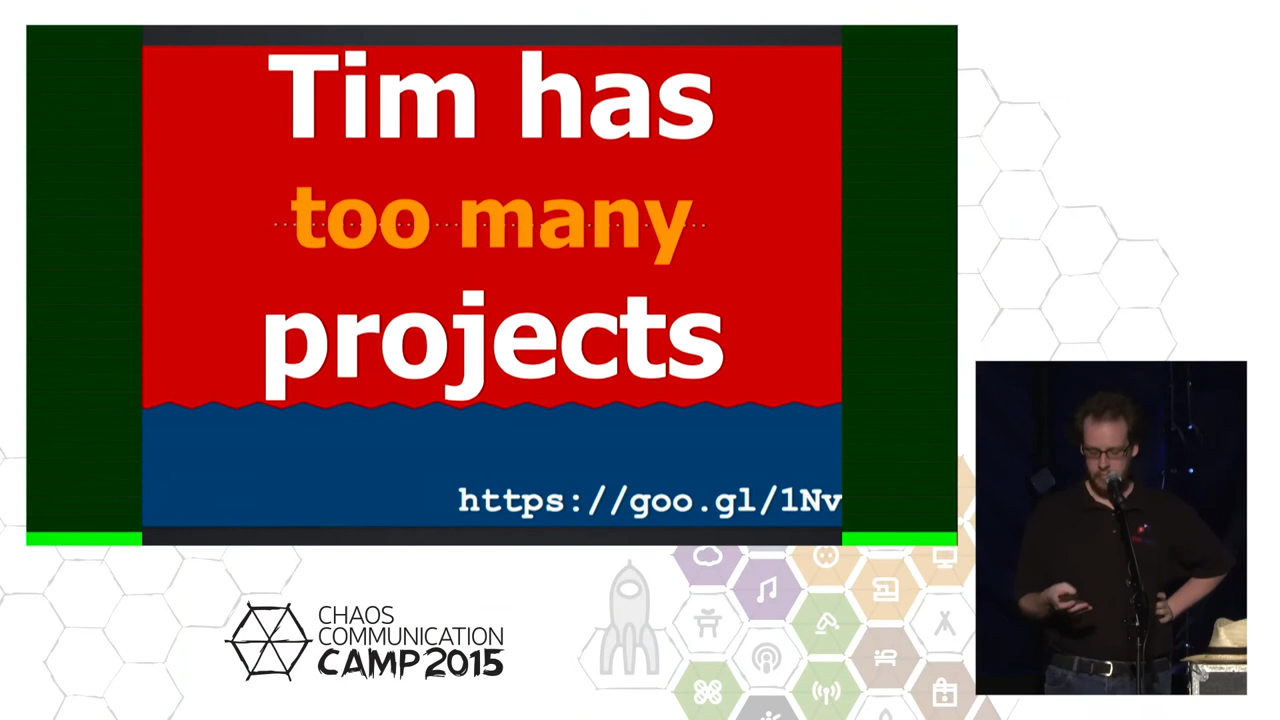 Tim has
too many
projects
https://goo.gl/1Nv
CHAOS
COMMUNICATION
CAMP 2015